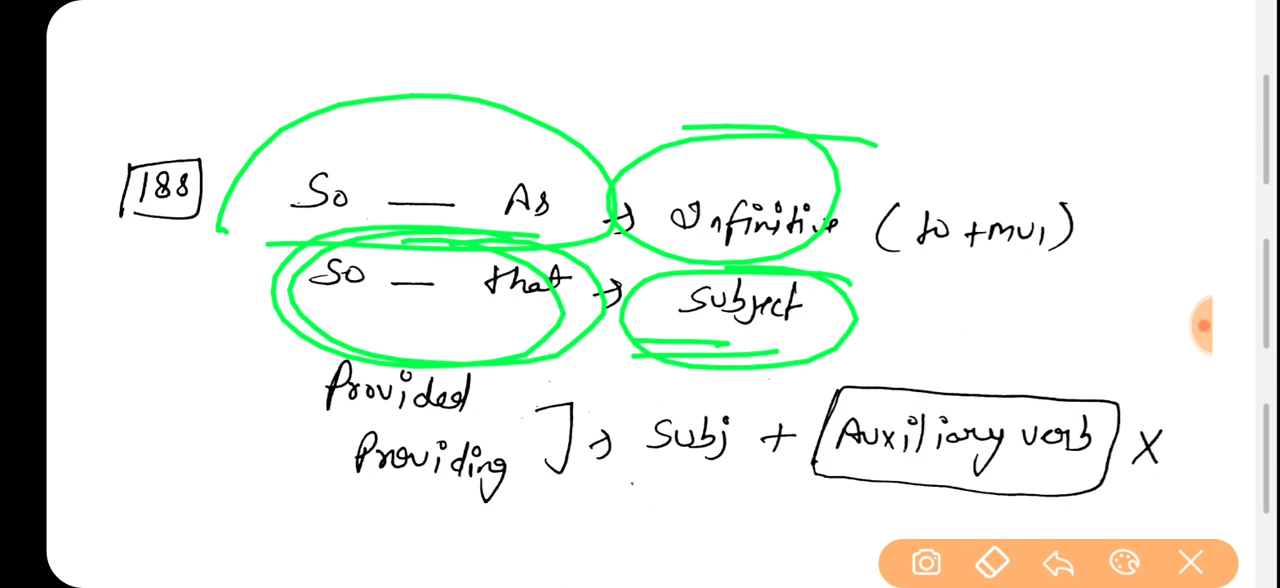 188
So — As → Infinitive (to + mv1)
So — that → subject
Provided
Providing ] → Subj + Auxiliary verb X